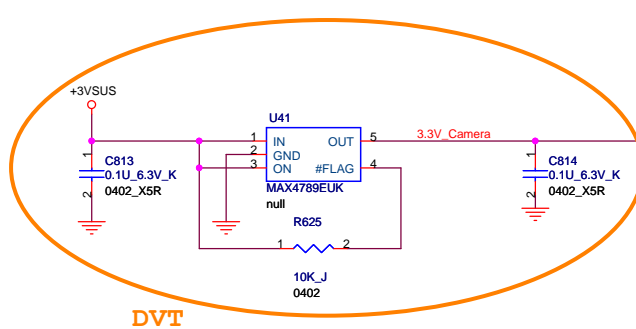 +3VSUS
U41
1 IN OUT 5 3.3V_Camera
2 GND
3 ON #FLAG 4
MAX4789EUK
null
1 C813
0.1U_6.3V_K
2 0402_X5R
1 C814
0.1U_6.3V_K
2 0402_X5R
R625
1 2
10K_J
0402
DVT